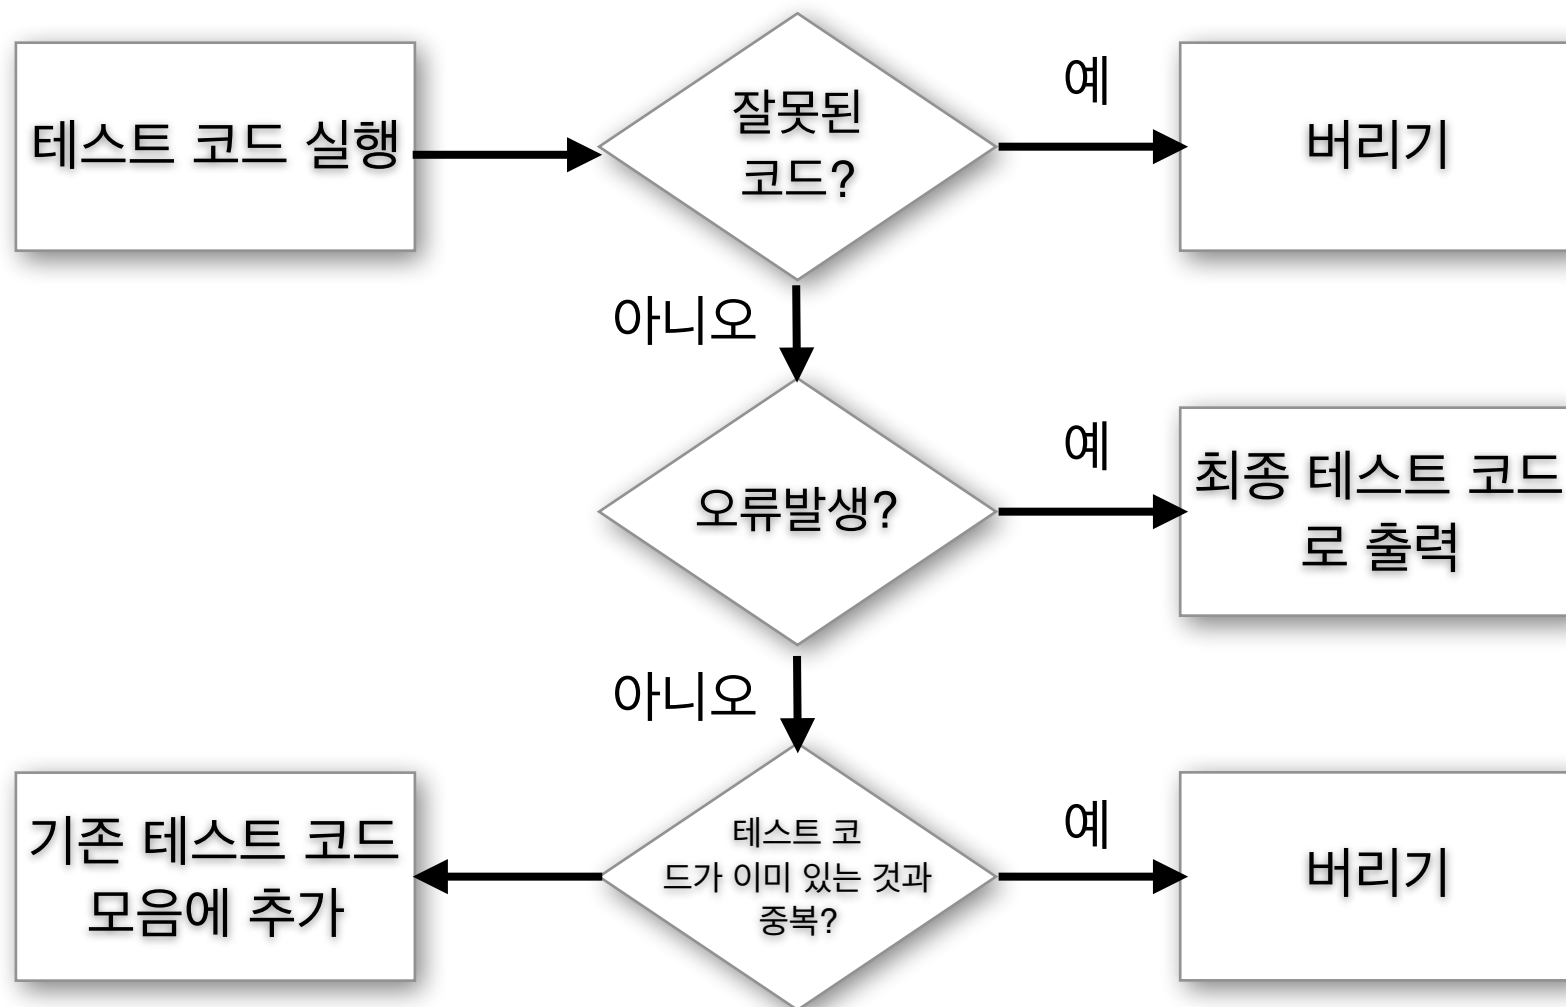 테스트 코드 실행
잘못된
코드?
예
버리기
아니오
오류발생?
예
최종 테스트 코드
로 출력
아니오
기존 테스트 코드
모음에 추가
테스트 코
드가 이미 있는 것과
중복?
예
버리기